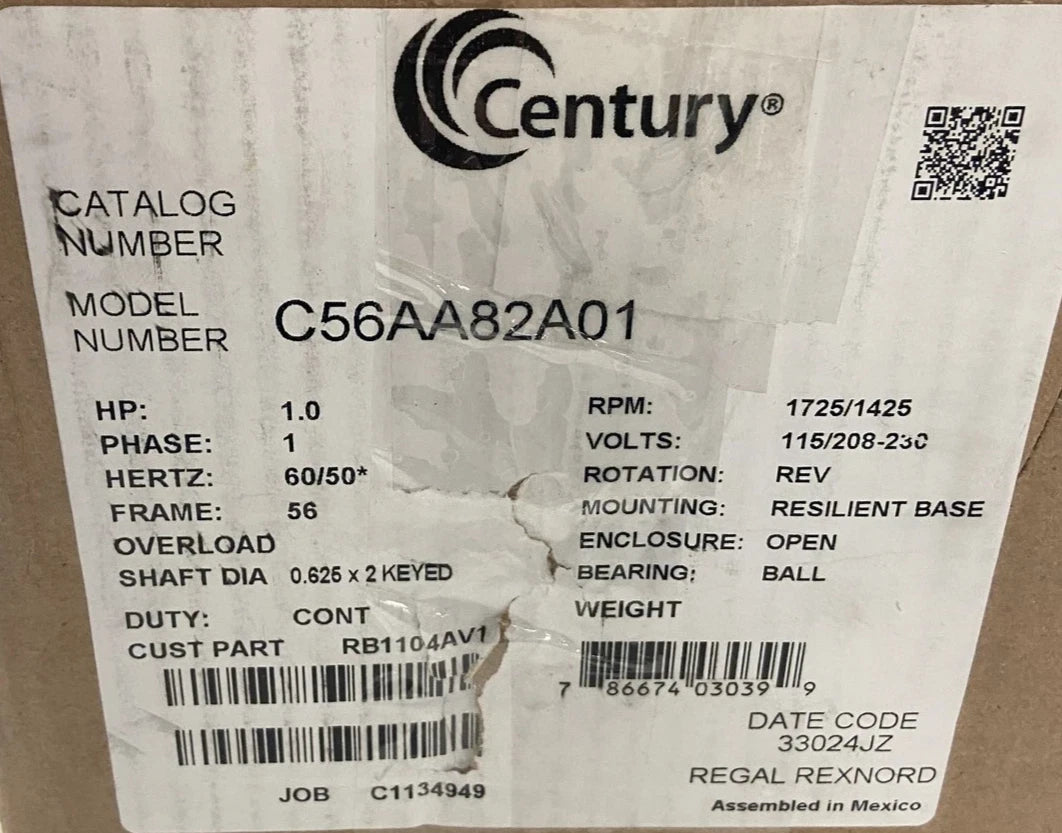 Century®
CATALOG
NUMBER
MODEL
NUMBER
C56AA82A01
HP: 1.0
PHASE: 1
HERTZ: 60/50*
FRAME: 56
OVERLOAD
SHAFT DIA 0.625 x 2 KEYED
DUTY: CONT
CUST PART RB1104AV1
JOB C1134949
RPM: 1725/1425
VOLTS: 115/208-230
ROTATION: REV
MOUNTING: RESILIENT BASE
ENCLOSURE: OPEN
BEARING: BALL
WEIGHT
7 86674 03039 9
DATE CODE
33024JZ
REGAL REXNORD
Assembled in Mexico